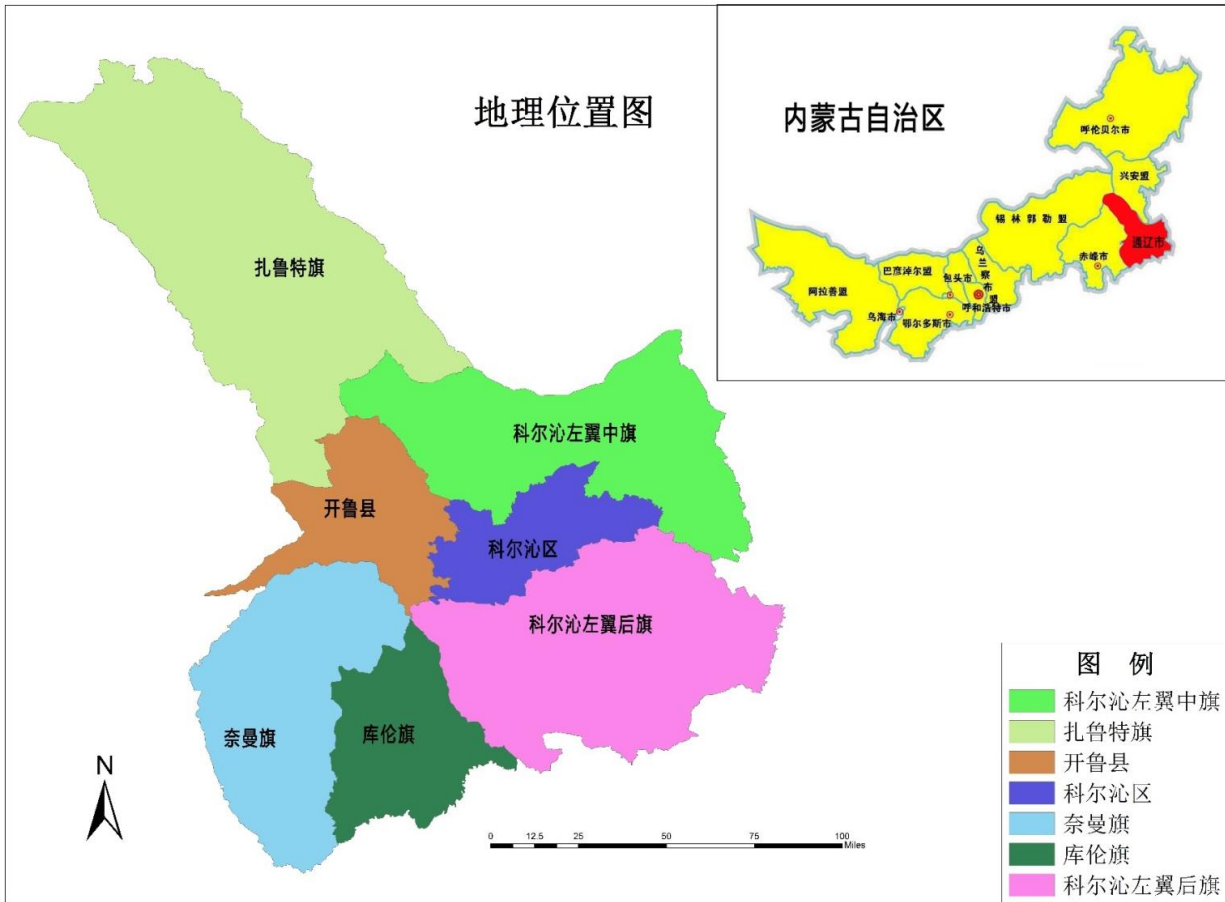 地理位置图
扎鲁特旗
科尔沁左翼中旗
开鲁县
科尔沁区
科尔沁左翼后旗
奈曼旗
库伦旗
N
0 12.5 25 50 75 100
Miles
内蒙古自治区
呼伦贝尔市
兴安盟
锡林郭勒盟
通辽市
赤峰市
乌兰察布盟
包头市
巴彦淖尔盟
呼和浩特市
阿拉善盟
乌海市
鄂尔多斯市
图 例
科尔沁左翼中旗
扎鲁特旗
开鲁县
科尔沁区
奈曼旗
库伦旗
科尔沁左翼后旗